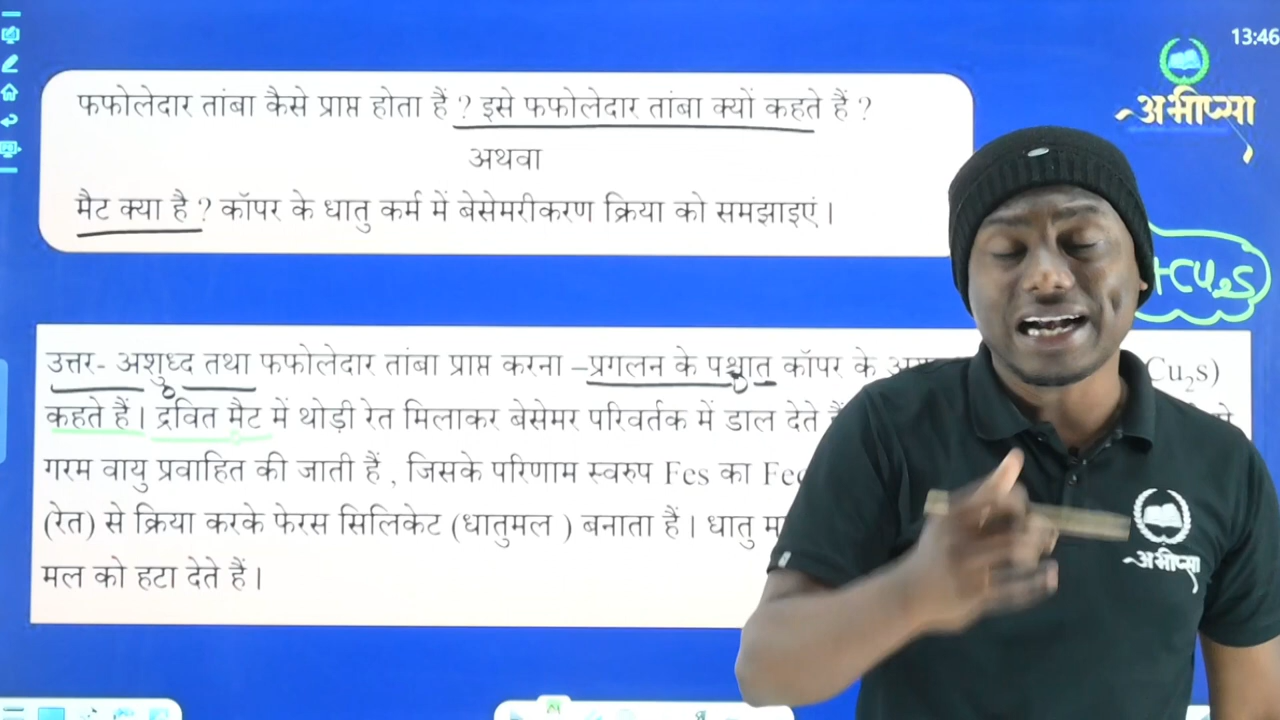 13:46
अभीप्सा
फफोलेदार तांबा कैसे प्राप्त होता हैं ? इसे फफोलेदार तांबा क्यों कहते हैं ?
अथवा
मैट क्या है ? कॉपर के धातु कर्म में बेसेमरीकरण क्रिया को समझाइएं ।
+Cu₂S
उत्तर- अशुध्द तथा फफोलेदार तांबा प्राप्त करना –प्रगलन के पश्चात कॉपर के Cu₂s)
कहते हैं । द्रवित मैट में थोड़ी रेत मिलाकर बेसेमर परिवर्तक में डाल देते
गरम वायु प्रवाहित की जाती हैं , जिसके परिणाम स्वरुप Fes का
(रेत) से क्रिया करके फेरस सिलिकेट (धातुमल ) बनाता हैं । धातु
मल को हटा देते हैं ।
अभीप्सा